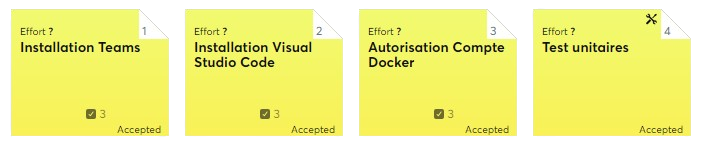 1
Effort ?
Installation Teams
3
Accepted
2
Effort ?
Installation Visual
Studio Code
3
Accepted
3
Effort ?
Autorisation Compte
Docker
3
Accepted
4
Effort ?
Test unitaires
Accepted